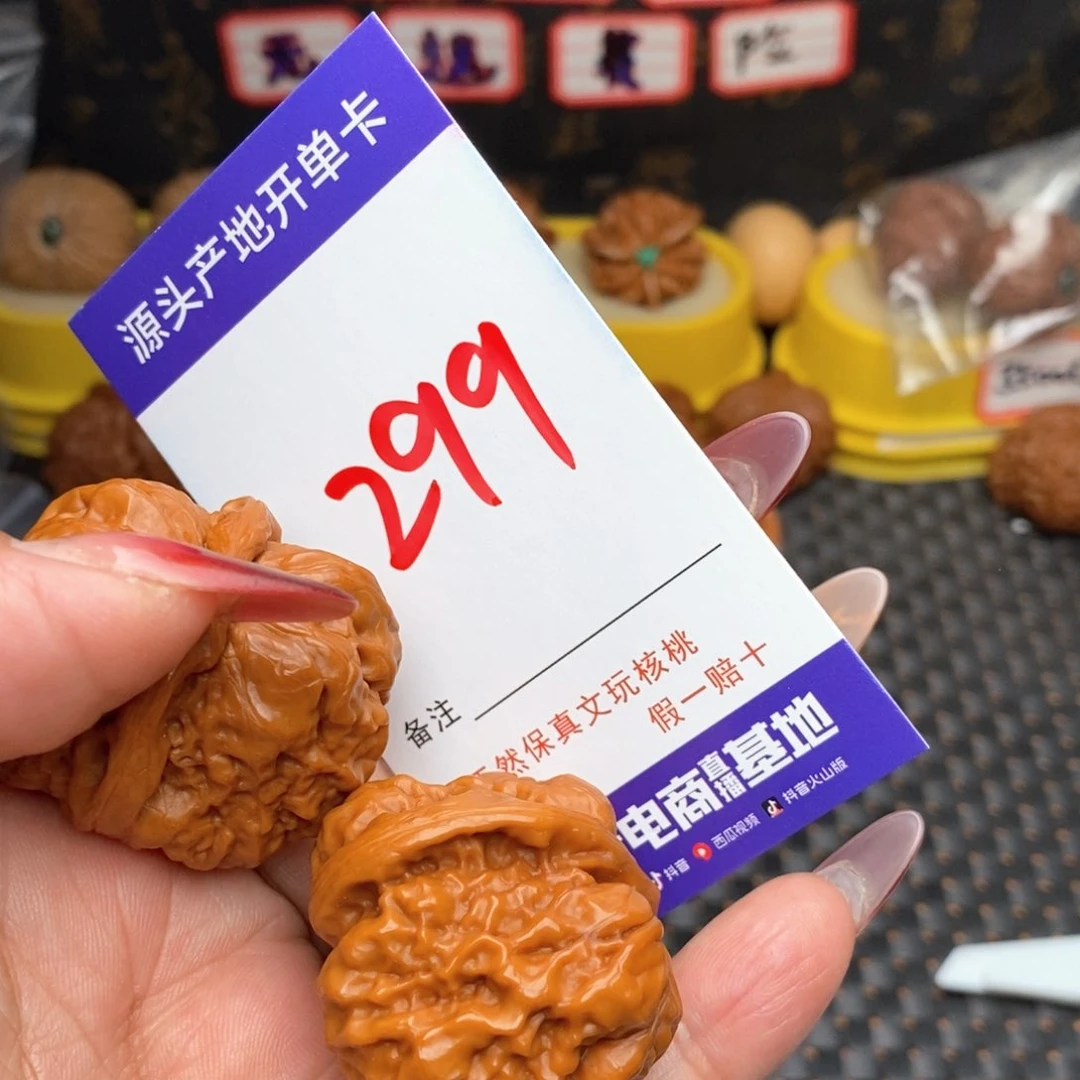 源头产地开单卡
299
备注
然保真文玩核桃
假一赔十
电商直播基地
抖音 西瓜视频 抖音火山版